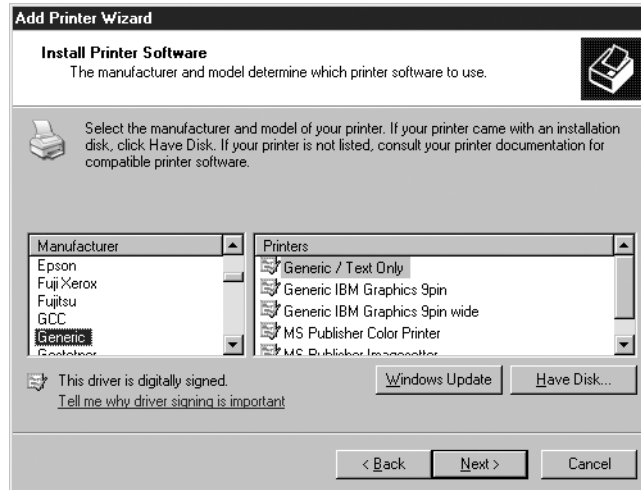 Add Printer Wizard
Install Printer Software
The manufacturer and model determine which printer software to use.
Select the manufacturer and model of your printer. If your printer came with an installation
disk, click Have Disk. If your printer is not listed, consult your printer documentation for
compatible printer software.
Manufacturer
Epson
Fuji Xerox
Fujitsu
GCC
Generic
Gestetner
Printers
Generic / Text Only
Generic IBM Graphics 9pin
Generic IBM Graphics 9pin wide
MS Publisher Color Printer
MS Publisher Imagesetter
This driver is digitally signed.
Tell me why driver signing is important
Windows Update
Have Disk...
< Back
Next >
Cancel